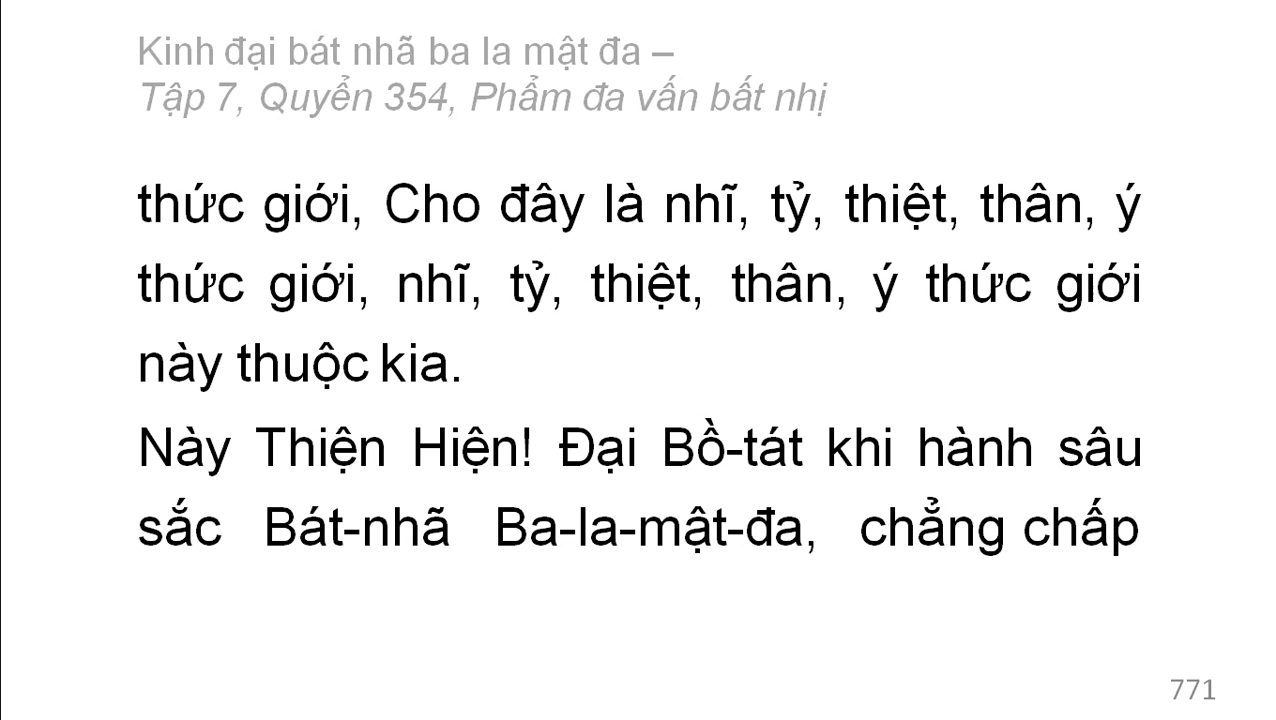 Kinh đại bát nhã ba la mật đa –
Tập 7, Quyển 354, Phẩm đa vấn bất nhị
thức giới, Cho đây là nhĩ, tỷ, thiệt, thân, ý
thức giới, nhĩ, tỷ, thiệt, thân, ý thức giới
này thuộc kia.
Này Thiện Hiện! Đại Bồ-tát khi hành sâu
sắc Bát-nhã Ba-la-mật-đa, chẳng chấp
771